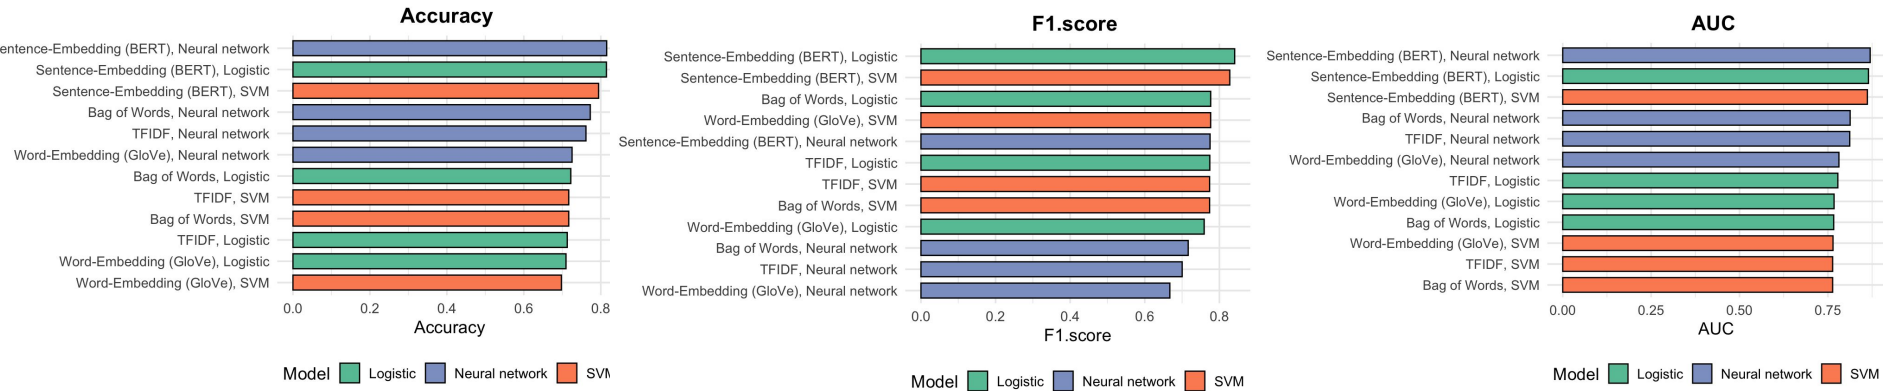 Accuracy
entence-Embedding (BERT), Neural network
Sentence-Embedding (BERT), Logistic
Sentence-Embedding (BERT), SVM
Bag of Words, Neural network
TFIDF, Neural network
Word-Embedding (GloVe), Neural network
Bag of Words, Logistic
TFIDF, SVM
Bag of Words, SVM
TFIDF, Logistic
Word-Embedding (GloVe), Logistic
Word-Embedding (GloVe), SVM
0.0 0.2 0.4 0.6 0.8
Accuracy
Model Logistic Neural network SVM
F1.score
Sentence-Embedding (BERT), Logistic
Sentence-Embedding (BERT), SVM
Bag of Words, Logistic
Word-Embedding (GloVe), SVM
Sentence-Embedding (BERT), Neural network
TFIDF, Logistic
TFIDF, SVM
Bag of Words, SVM
Word-Embedding (GloVe), Logistic
Bag of Words, Neural network
TFIDF, Neural network
Word-Embedding (GloVe), Neural network
0.0 0.2 0.4 0.6 0.8
F1.score
Model Logistic Neural network SVM
AUC
Sentence-Embedding (BERT), Neural network
Sentence-Embedding (BERT), Logistic
Sentence-Embedding (BERT), SVM
Bag of Words, Neural network
TFIDF, Neural network
Word-Embedding (GloVe), Neural network
TFIDF, Logistic
Word-Embedding (GloVe), Logistic
Bag of Words, Logistic
Word-Embedding (GloVe), SVM
TFIDF, SVM
Bag of Words, SVM
0.00 0.25 0.50 0.75
AUC
Model Logistic Neural network SVM